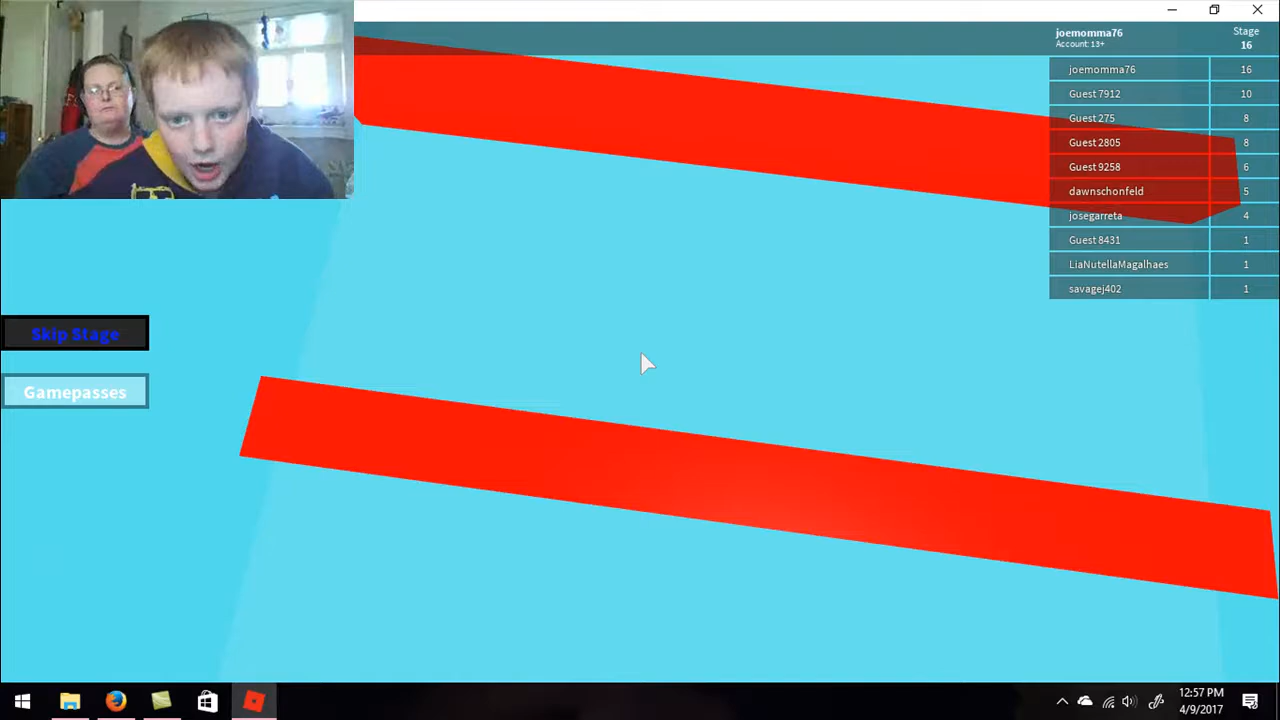 joemomma76
Account: 13+
Stage
16
joemomma76 16
Guest 7912 10
Guest 275 8
Guest 2805 8
Guest 9258 6
dawnschonfeld 5
josegarreta 4
Guest 8431 1
LiaNutellaMagalhaes 1
savagej402 1
Skip Stage
Gamepasses
12:57 PM
4/9/2017